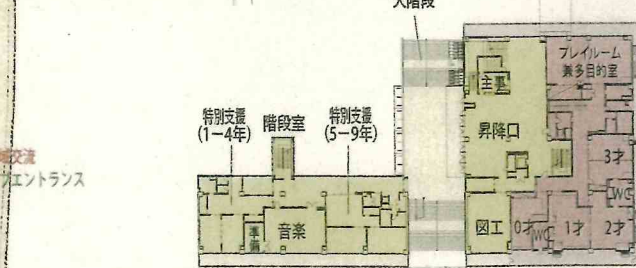 大階段
プレイルーム
兼多目的室
主事
特別支援
(1−4年)
階段室
特別支援
(5−9年)
昇降口
3才
交流
エントランス
WC
準備
音楽
図工
0才
WC
1才
2才